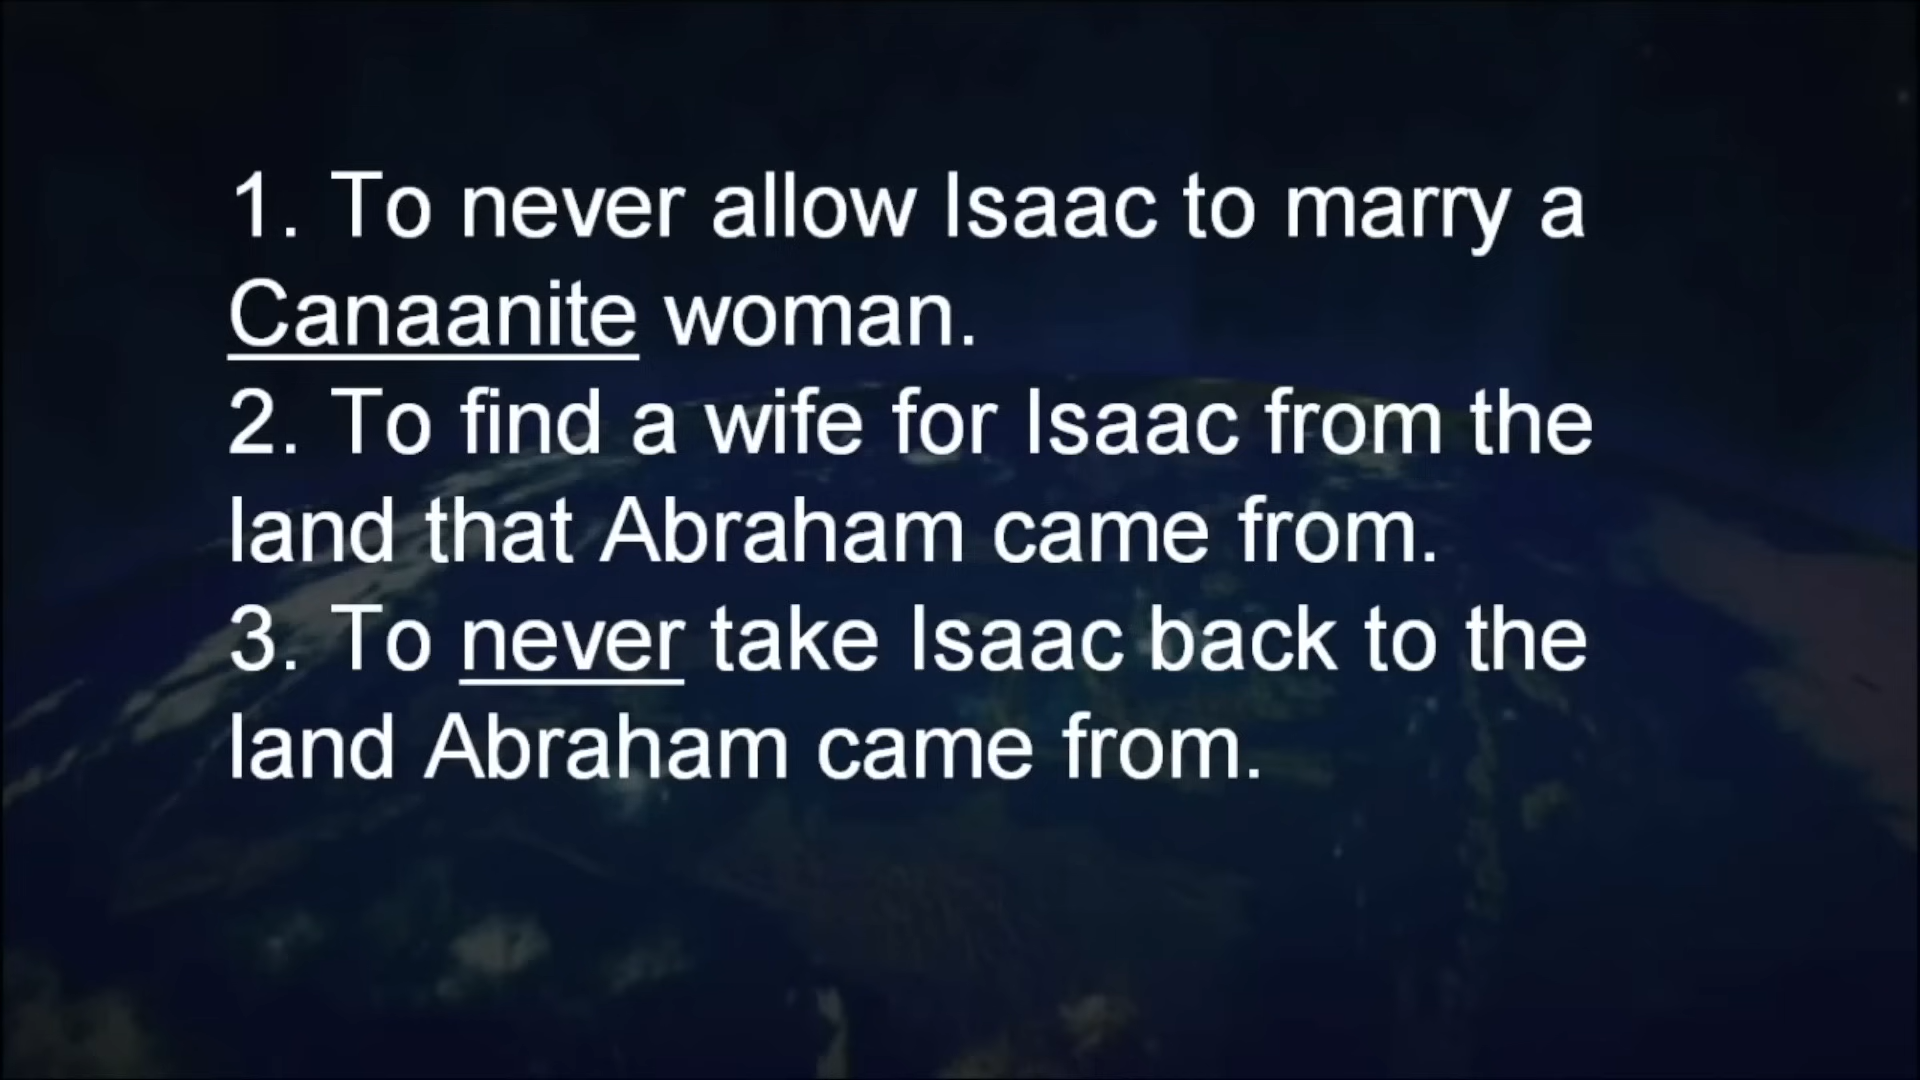 1. To never allow Isaac to marry a
Canaanite woman.
2. To find a wife for Isaac from the
land that Abraham came from.
3. To never take Isaac back to the
land Abraham came from.